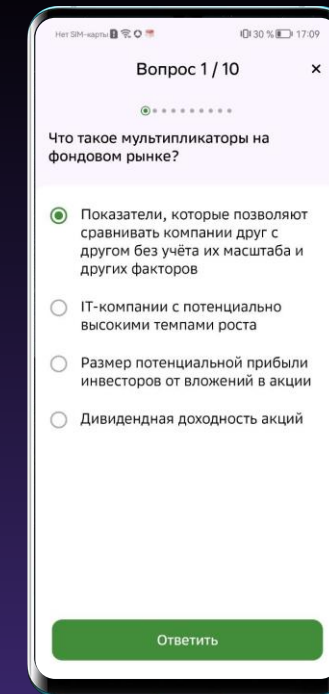 Нет SIM-карты 30 % 17:09
Вопрос 1 / 10
×
Что такое мультипликаторы на
фондовом рынке?
Показатели, которые позволяют
сравнивать компании друг с
другом без учёта их масштаба и
других факторов
IT-компании с потенциально
высокими темпами роста
Размер потенциальной прибыли
инвесторов от вложений в акции
Дивидендная доходность акций
Ответить